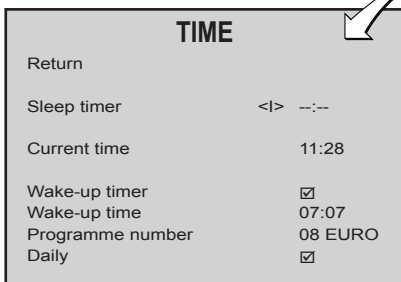 TIME
Return
Sleep timer <I> --:--
Current time 11:28
Wake-up timer ☑
Wake-up time 07:07
Programme number 08 EURO
Daily ☑